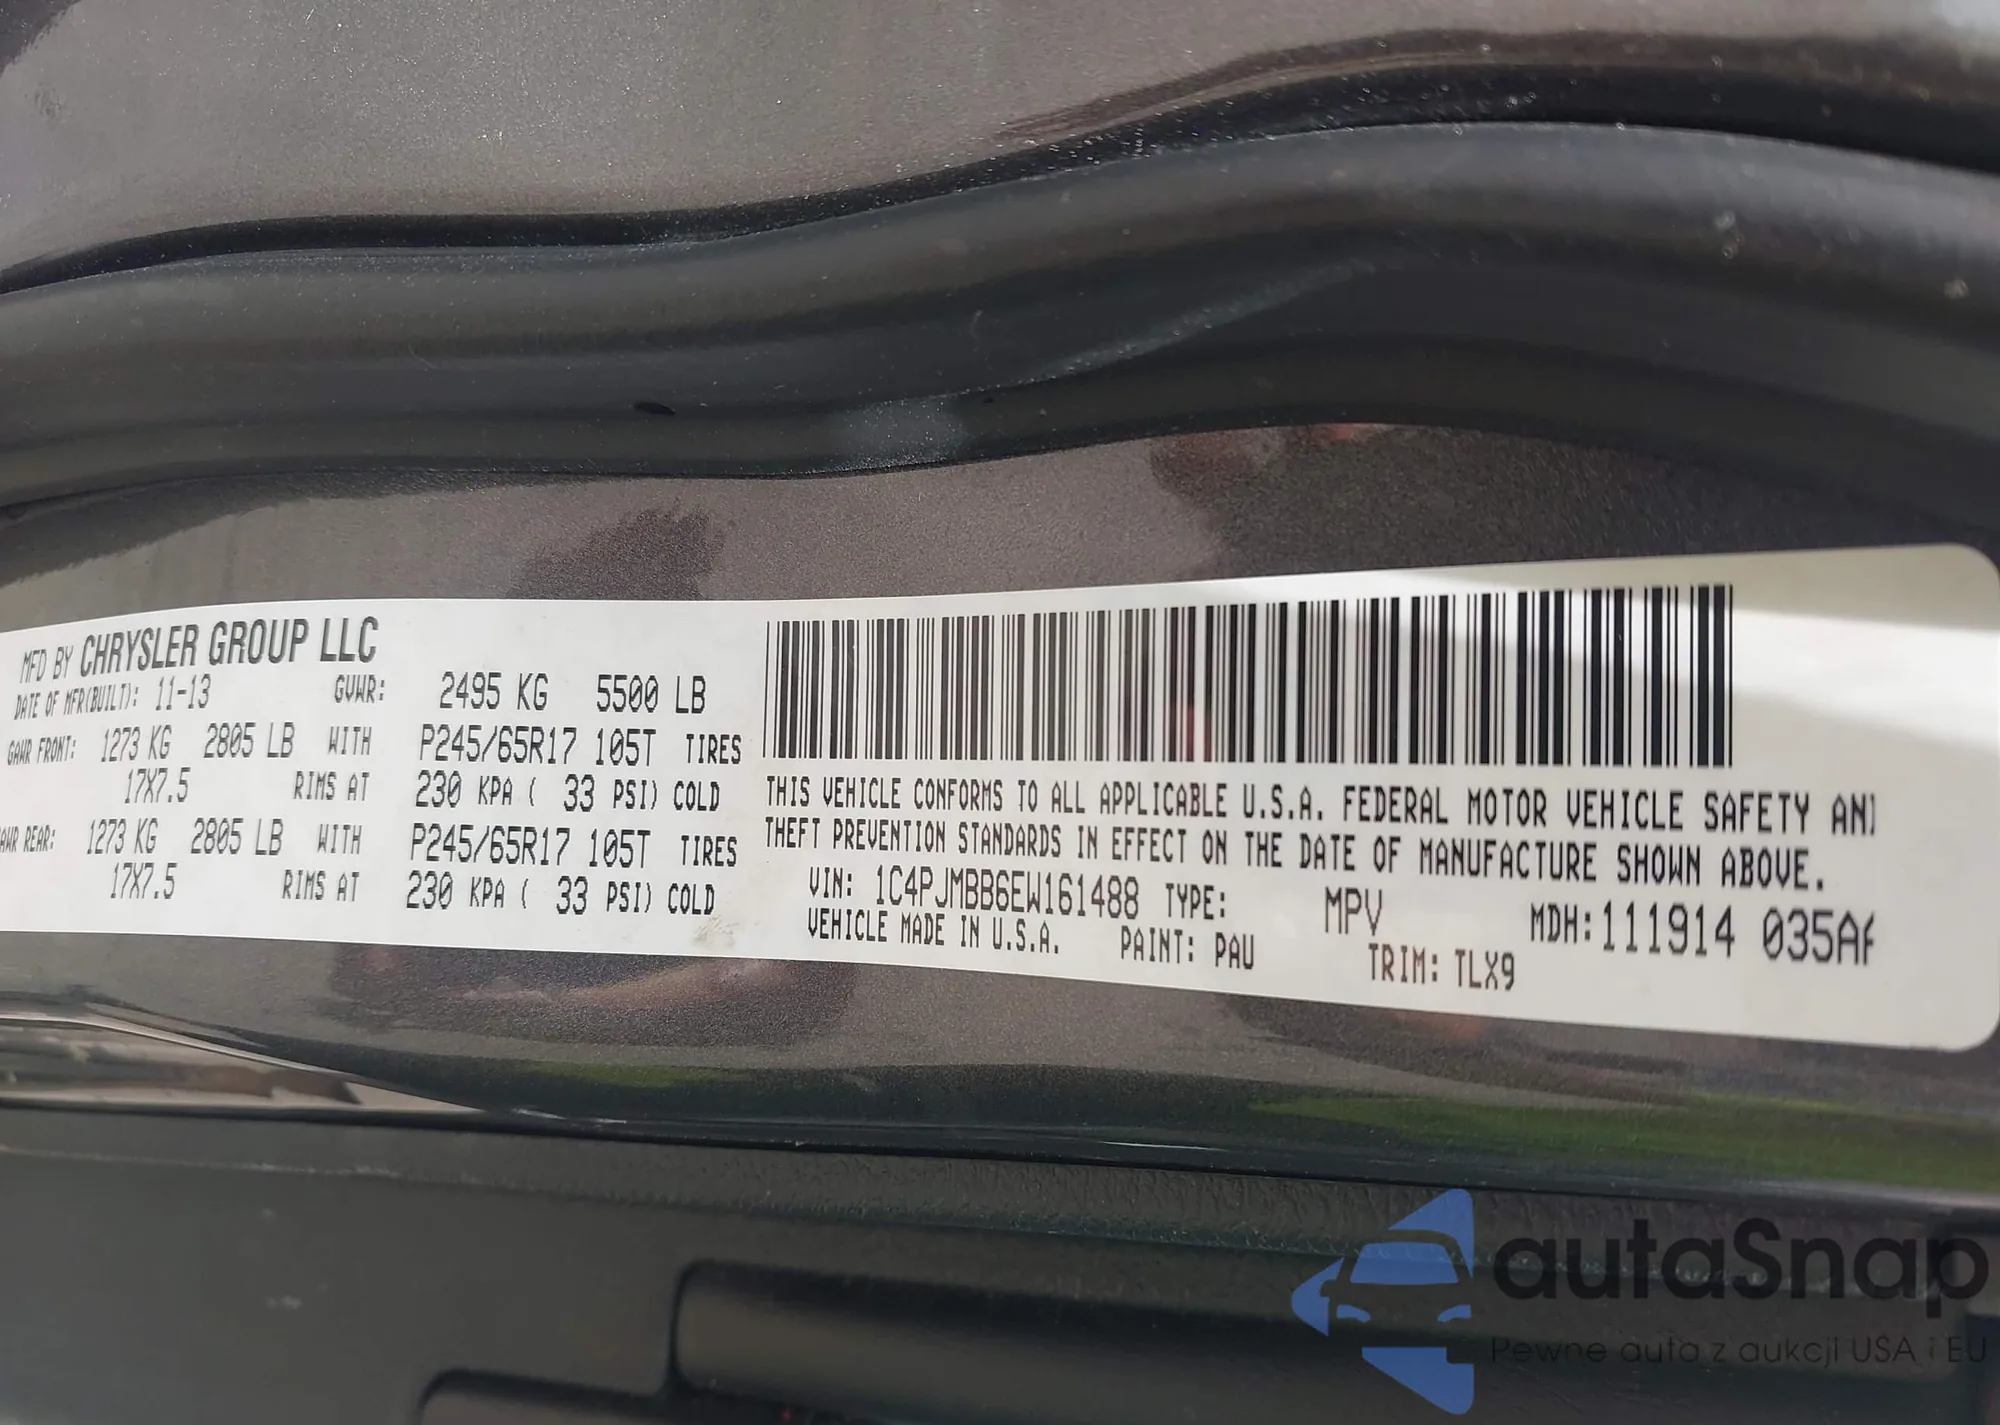 MFD BY CHRYSLER GROUP LLC
DATE OF MFR(BUILT): 11-13 GVWR: 2495 KG 5500 LB
GAWR FRONT: 1273 KG 2805 LB WITH P245/65R17 105T TIRES
17X7.5 RIMS AT 230 KPA ( 33 PSI) COLD
AWR REAR: 1273 KG 2805 LB WITH P245/65R17 105T TIRES
17X7.5 RIMS AT 230 KPA ( 33 PSI) COLD
THIS VEHICLE CONFORMS TO ALL APPLICABLE U.S.A. FEDERAL MOTOR VEHICLE SAFETY AND
THEFT PREVENTION STANDARDS IN EFFECT ON THE DATE OF MANUFACTURE SHOWN ABOVE.
VIN: 1C4PJMBB6EW161488 TYPE: MPV MDH:111914 035A
VEHICLE MADE IN U.S.A. PAINT: PAU TRIM: TLX9
autaSnap
Pewne auta z aukcji USA i EU